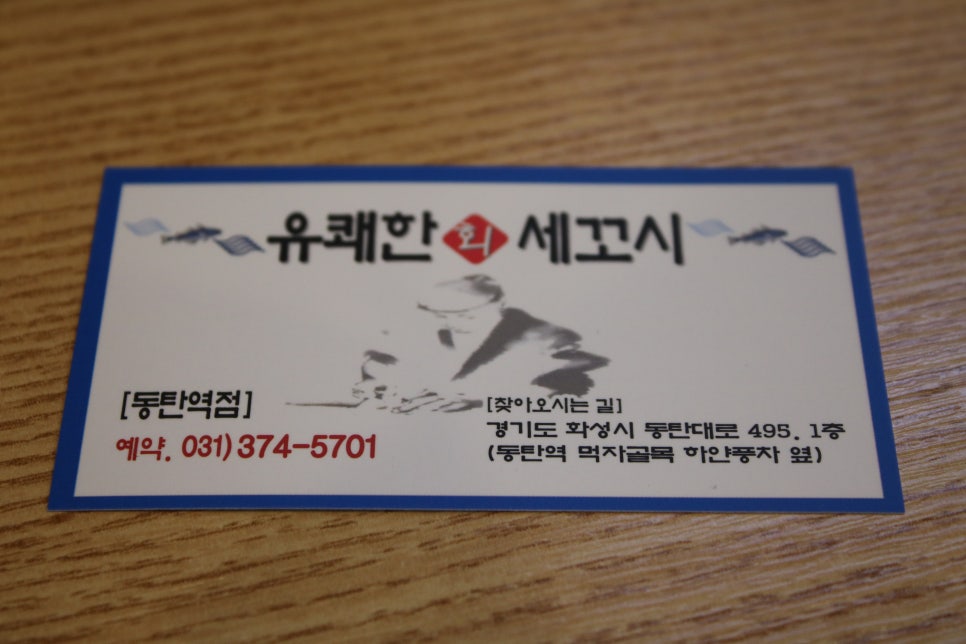 유쾌한 회 세꼬시
[동탄역점]
예약. 031) 374-5701
[찾아오시는 길]
경기도 화성시 동탄대로 495. 1층
(동탄역 먹자골목 하얀풍차 옆)